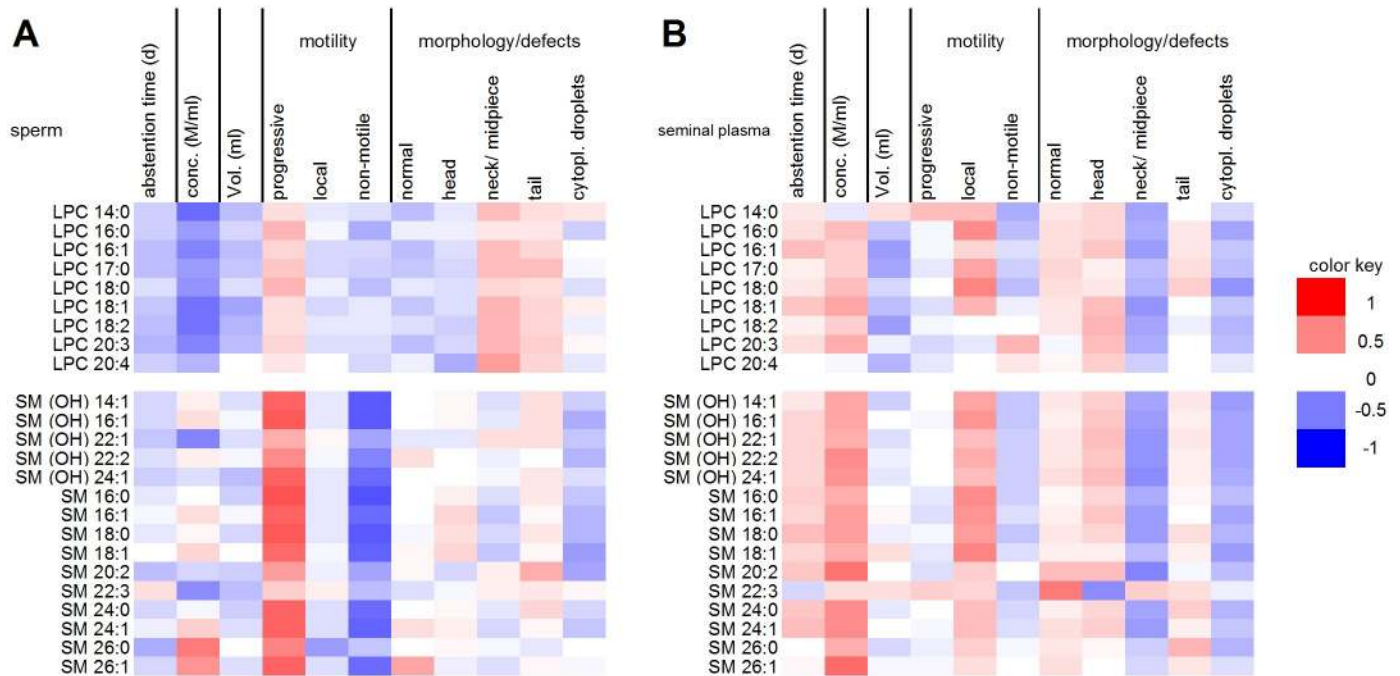 A
sperm
abstention time (d)
conc. (M/ml)
Vol. (ml)
motility
progressive
local
non-motile
morphology/defects
normal
head
neck/ midpiece
tail
cytopl. droplets
LPC 14:0
LPC 16:0
LPC 16:1
LPC 17:0
LPC 18:0
LPC 18:1
LPC 18:2
LPC 20:3
LPC 20:4
SM (OH) 14:1
SM (OH) 16:1
SM (OH) 22:1
SM (OH) 22:2
SM (OH) 24:1
SM 16:0
SM 16:1
SM 18:0
SM 18:1
SM 20:2
SM 22:3
SM 24:0
SM 24:1
SM 26:0
SM 26:1
B
seminal plasma
abstention time (d)
conc. (M/ml)
Vol. (ml)
motility
progressive
local
non-motile
morphology/defects
normal
head
neck/ midpiece
tail
cytopl. droplets
LPC 14:0
LPC 16:0
LPC 16:1
LPC 17:0
LPC 18:0
LPC 18:1
LPC 18:2
LPC 20:3
LPC 20:4
SM (OH) 14:1
SM (OH) 16:1
SM (OH) 22:1
SM (OH) 22:2
SM (OH) 24:1
SM 16:0
SM 16:1
SM 18:0
SM 18:1
SM 20:2
SM 22:3
SM 24:0
SM 24:1
SM 26:0
SM 26:1
color key
1
0.5
0
-0.5
-1